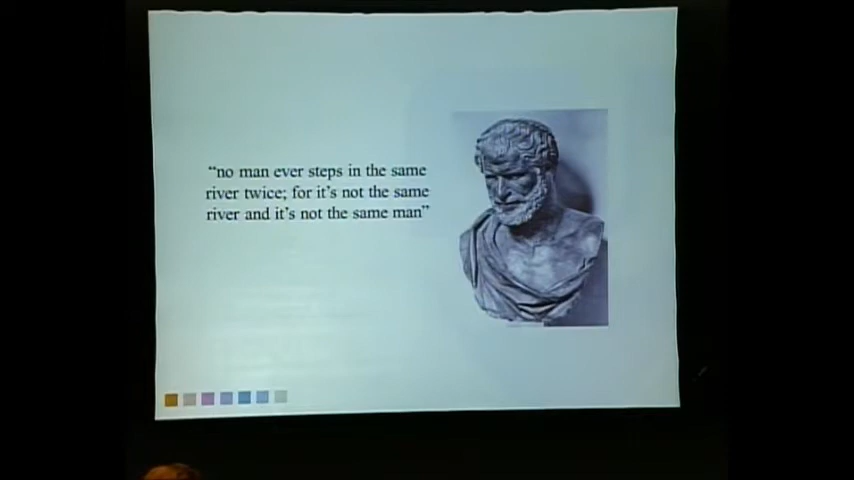 “no man ever steps in the same
river twice; for it’s not the same
river and it’s not the same man”